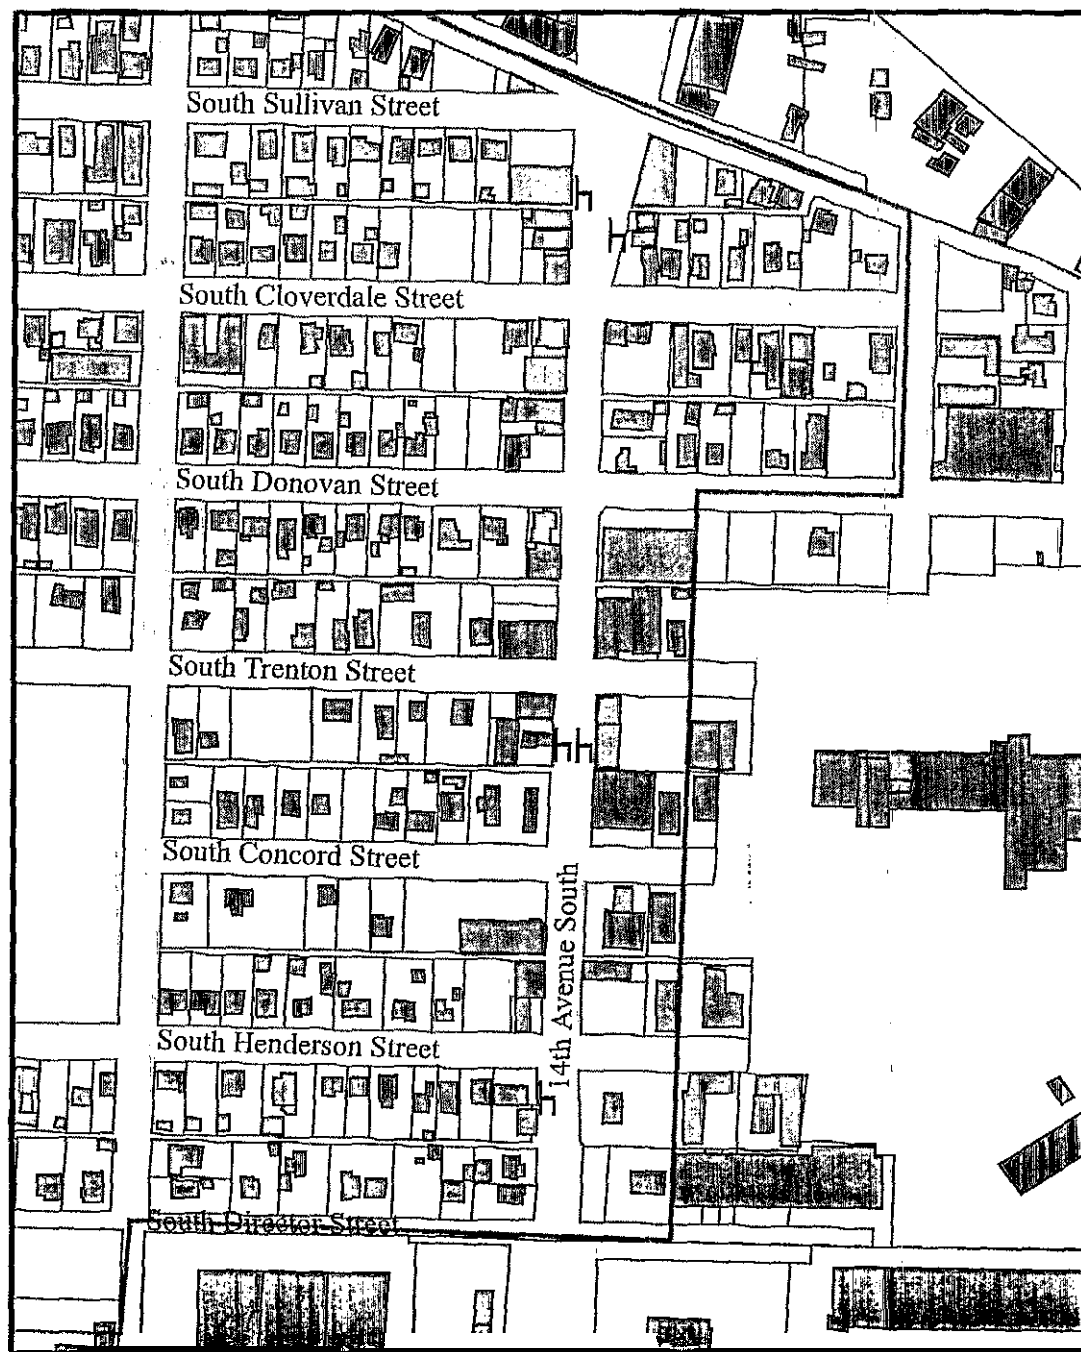 South Sullivan Street
South Cloverdale Street
South Donovan Street
South Trenton Street
South Concord Street
14th Avenue South
South Henderson Street
South Director Street